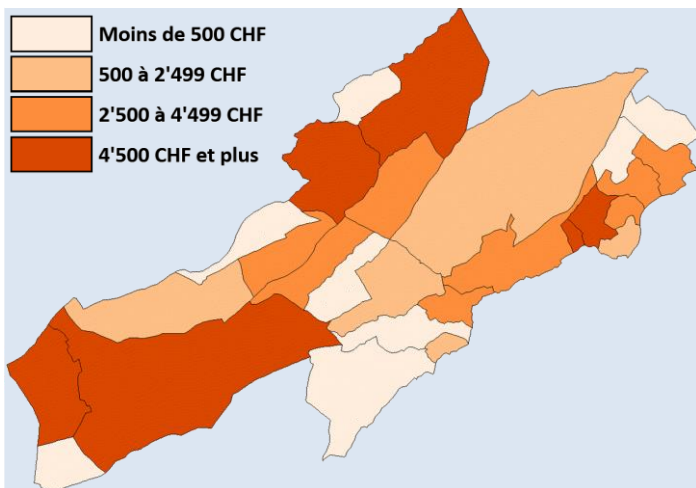 Moins de 500 CHF
500 à 2'499 CHF
2'500 à 4'499 CHF
4'500 CHF et plus